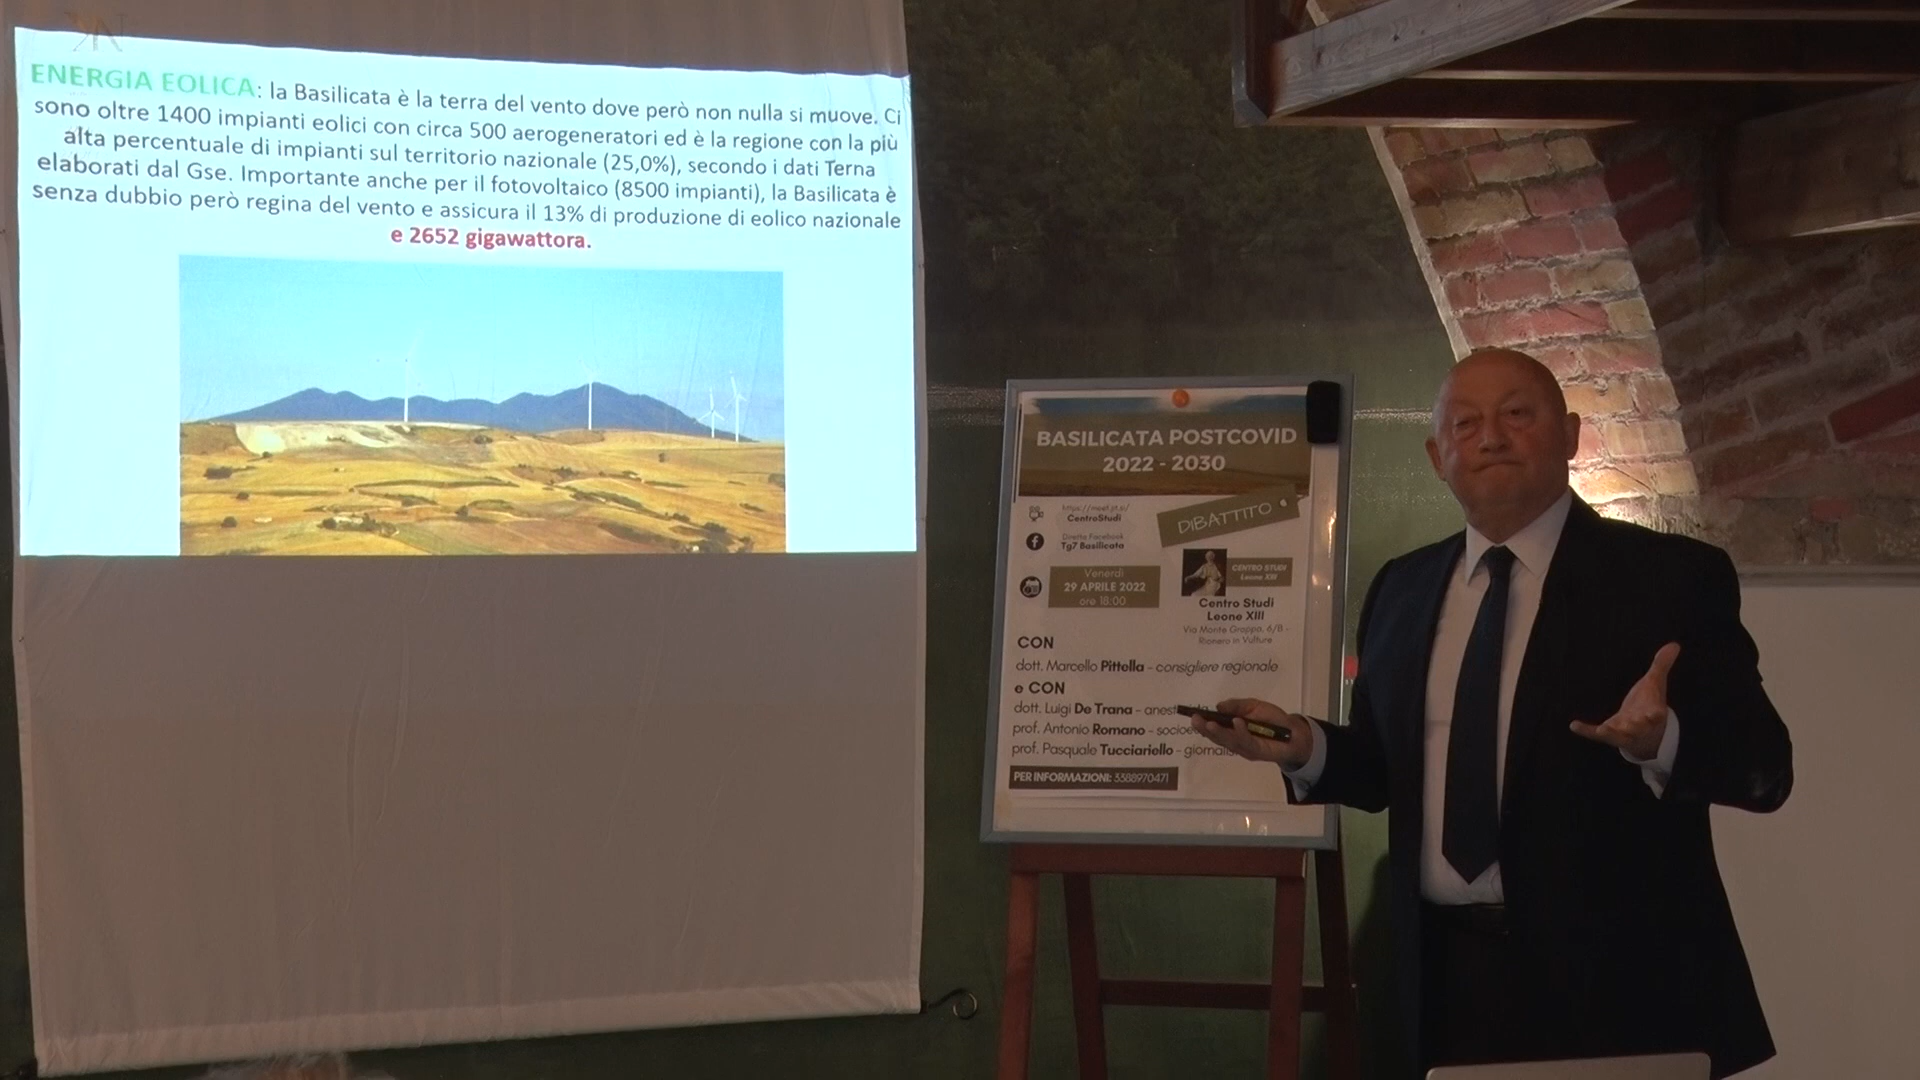 ENERGIA EOLICA: la Basilicata è la terra del vento dove però non nulla si muove. Ci
sono oltre 1400 impianti eolici con circa 500 aerogeneratori ed è la regione con la più
alta percentuale di impianti sul territorio nazionale (25,0%), secondo i dati Terna
elaborati dal Gse. Importante anche per il fotovoltaico (8500 impianti), la Basilicata è
senza dubbio però regina del vento e assicura il 13% di produzione di eolico nazionale
e 2652 gigawattora.
BASILICATA POSTCOVID
2022 - 2030
DIBATTITO
CentroStudi
Diretta Facebook
Tg7 Basilicata
Venerdì
29 APRILE 2022
ore 18:00
CENTRO STUDI
Leone XIII
Centro Studi
Leone XIII
Via Monte Grappa, 6/B -
Rionero in Vulture
CON
dott. Marcello Pittella - consigliere regionale
e CON
dott. Luigi De Trana -
prof. Antonio Romano -
prof. Pasquale Tucciariello -
PER INFORMAZIONI: 3388970471